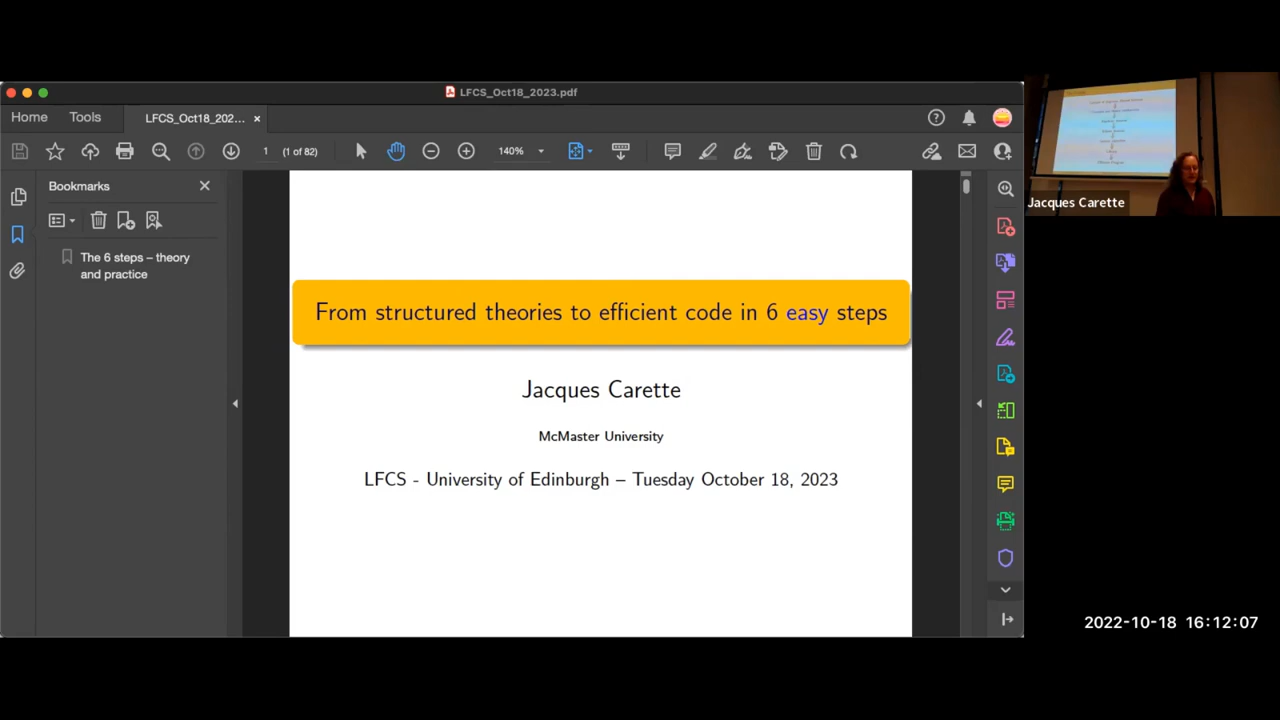 LFCS_Oct18_2023.pdf
Home
Tools
LFCS_Oct18_202...
1
(1 of 82)
140%
Bookmarks
The 6 steps – theory
and practice
From structured theories to efficient code in 6 easy steps
Jacques Carette
McMaster University
LFCS - University of Edinburgh – Tuesday October 18, 2023
Jacques Carette
2022-10-18 16:12:07